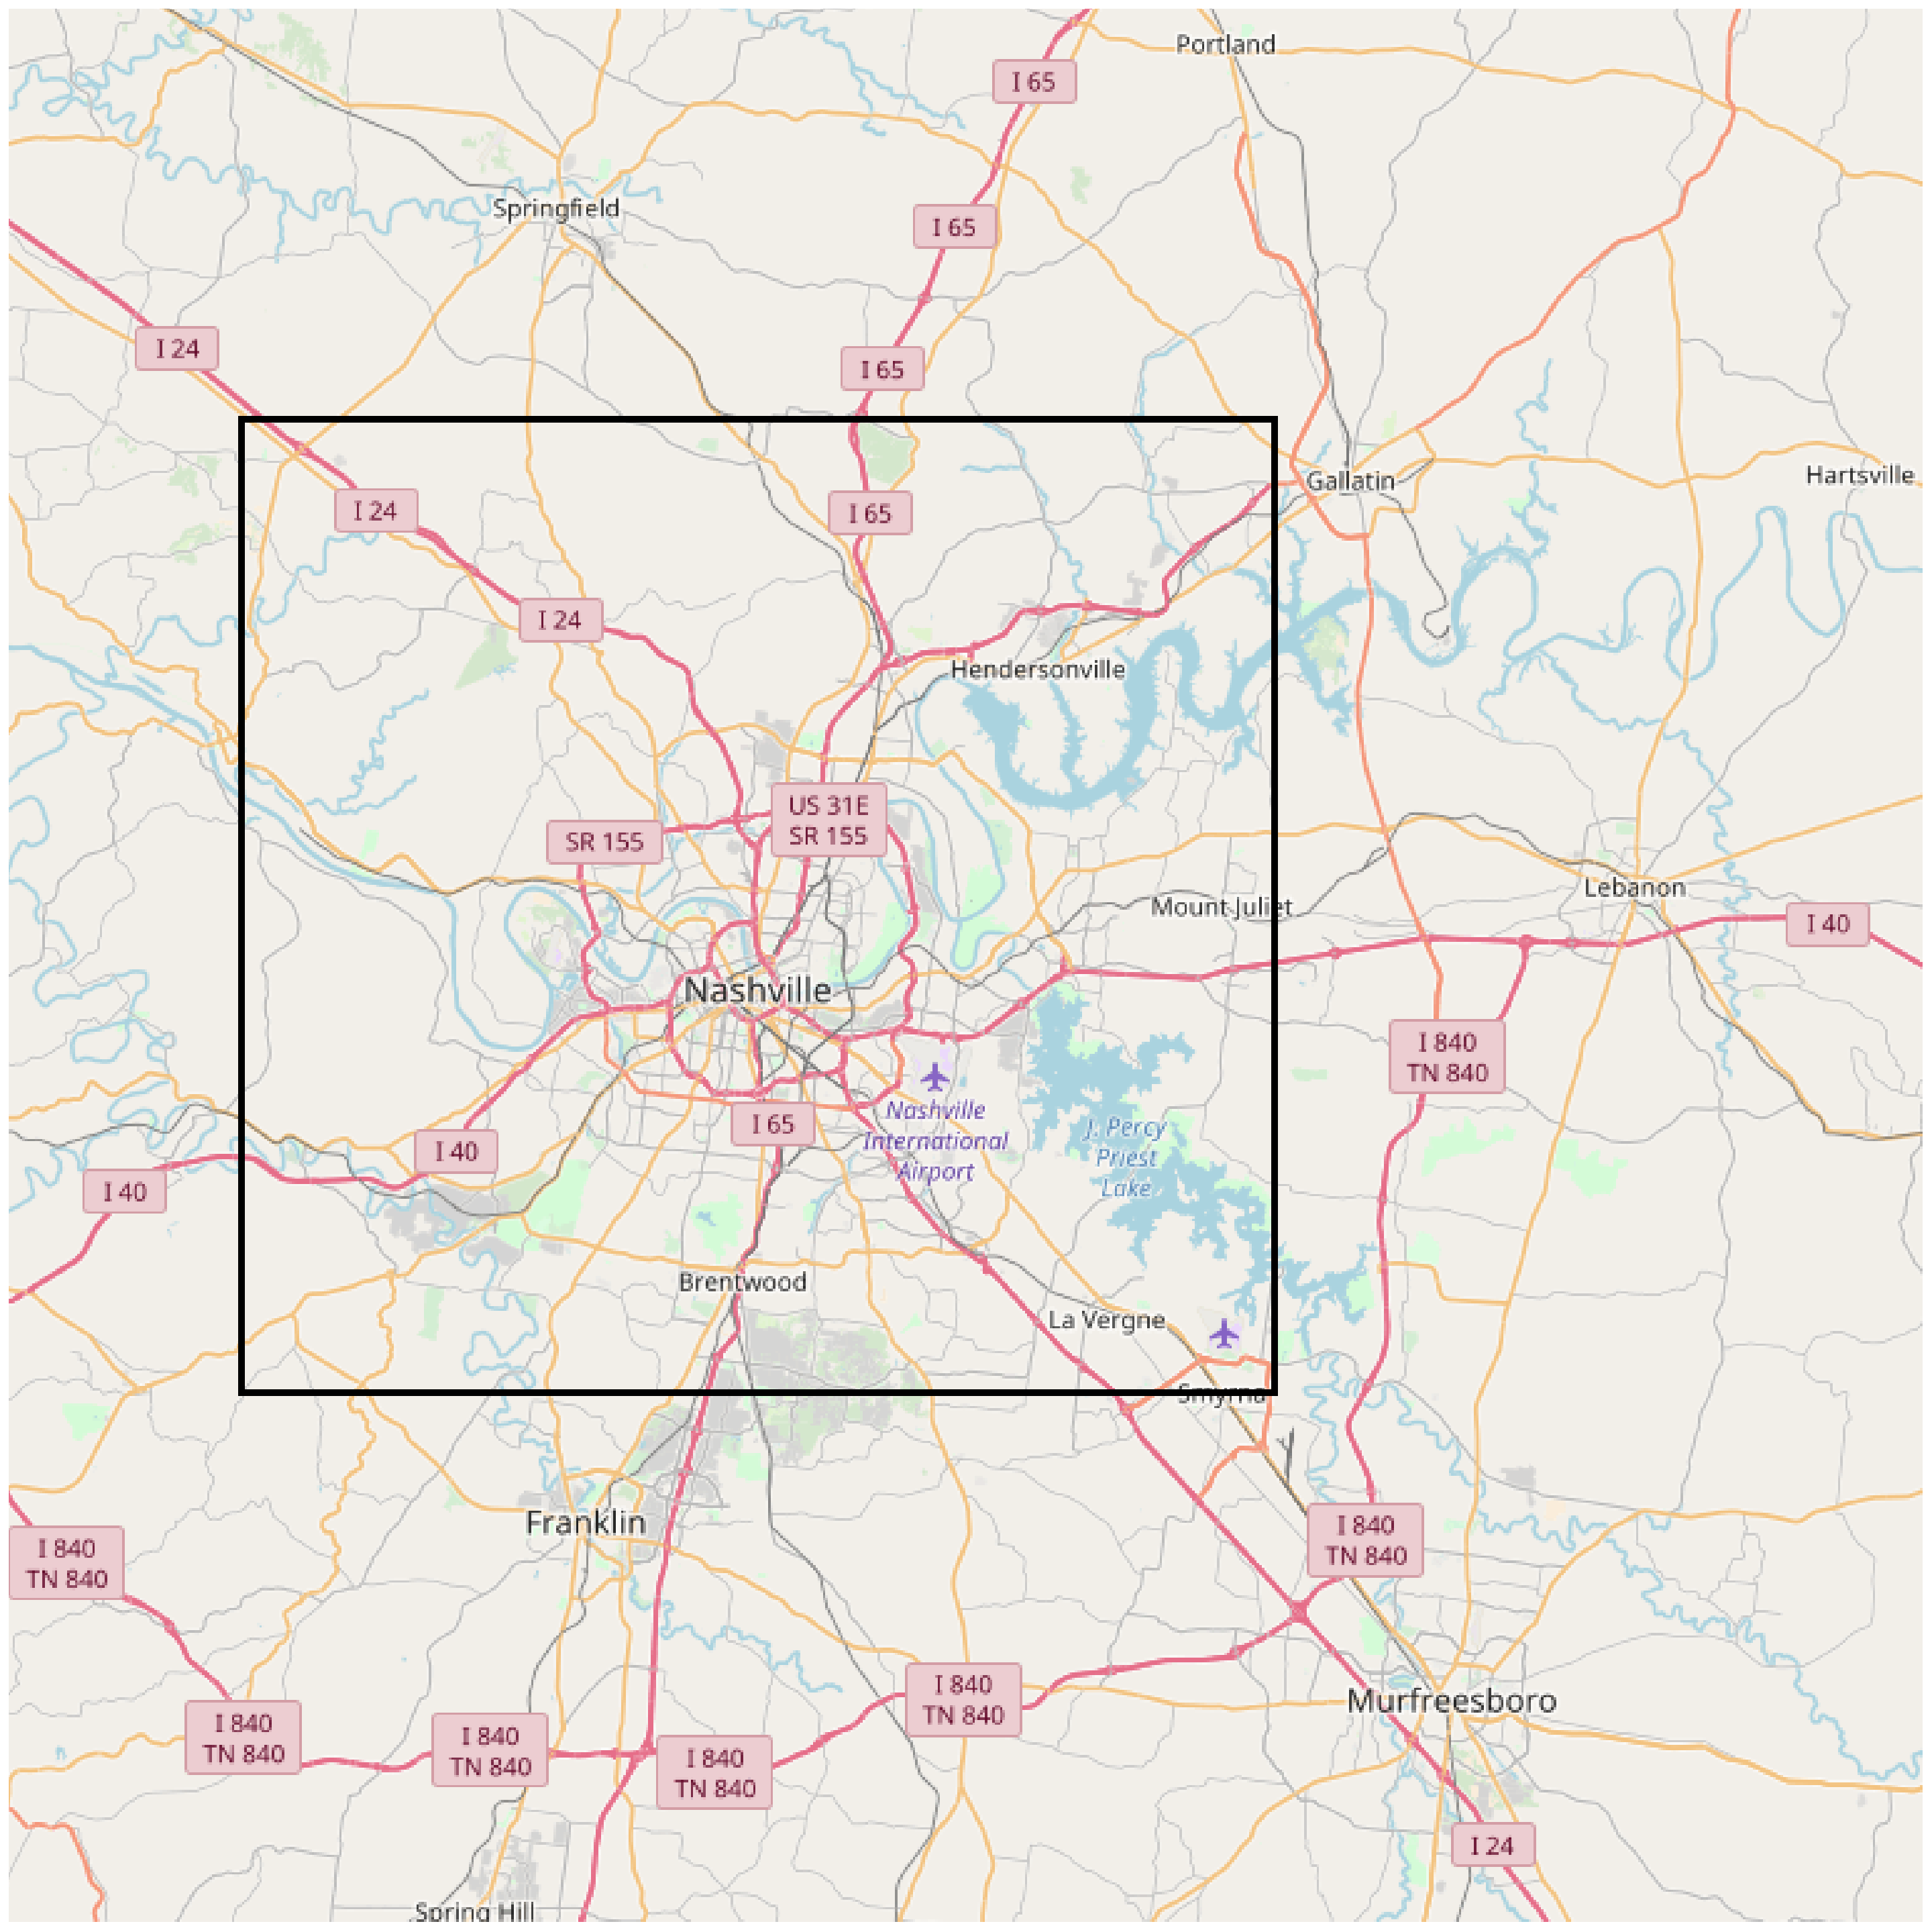 Portland
I 65
Springfield
I 65
I 24
I 65
Gallatin
Hartsville
I 24
I 65
I 24
Hendersonville
US 31E
SR 155
SR 155
Lebanon
Mount Juliet
I 40
Nashville
I 840
TN 840
Nashville
International
Airport
I 65
J. Percy
Priest
Lake
I 40
I 40
Brentwood
La Vergne
Smyrna
Franklin
I 840
TN 840
I 840
TN 840
I 840
TN 840
Murfreesboro
I 840
TN 840
I 840
TN 840
I 840
TN 840
I 24
Spring Hill